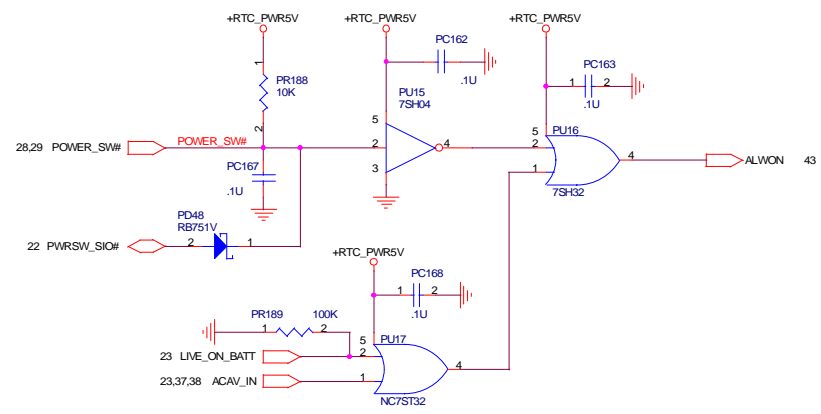 +RTC_PWR5V
+RTC_PWR5V
+RTC_PWR5V
PC162
.1U
PC163
1 2
.1U
1
PR188
10K
2
PU15
7SH04
5
2
4
3
PU16
5
2
1
4
7SH32
28,29 POWER_SW#
POWER_SW#
ALWON 43
PC167
.1U
PD48
RB751V
22 PWRSW_SIO#
2
1
+RTC_PWR5V
PC168
1 2
.1U
PR189 100K
1 2
PU17
5
2
1
4
NC7ST32
23 LIVE_ON_BATT
23,37,38 ACAV_IN